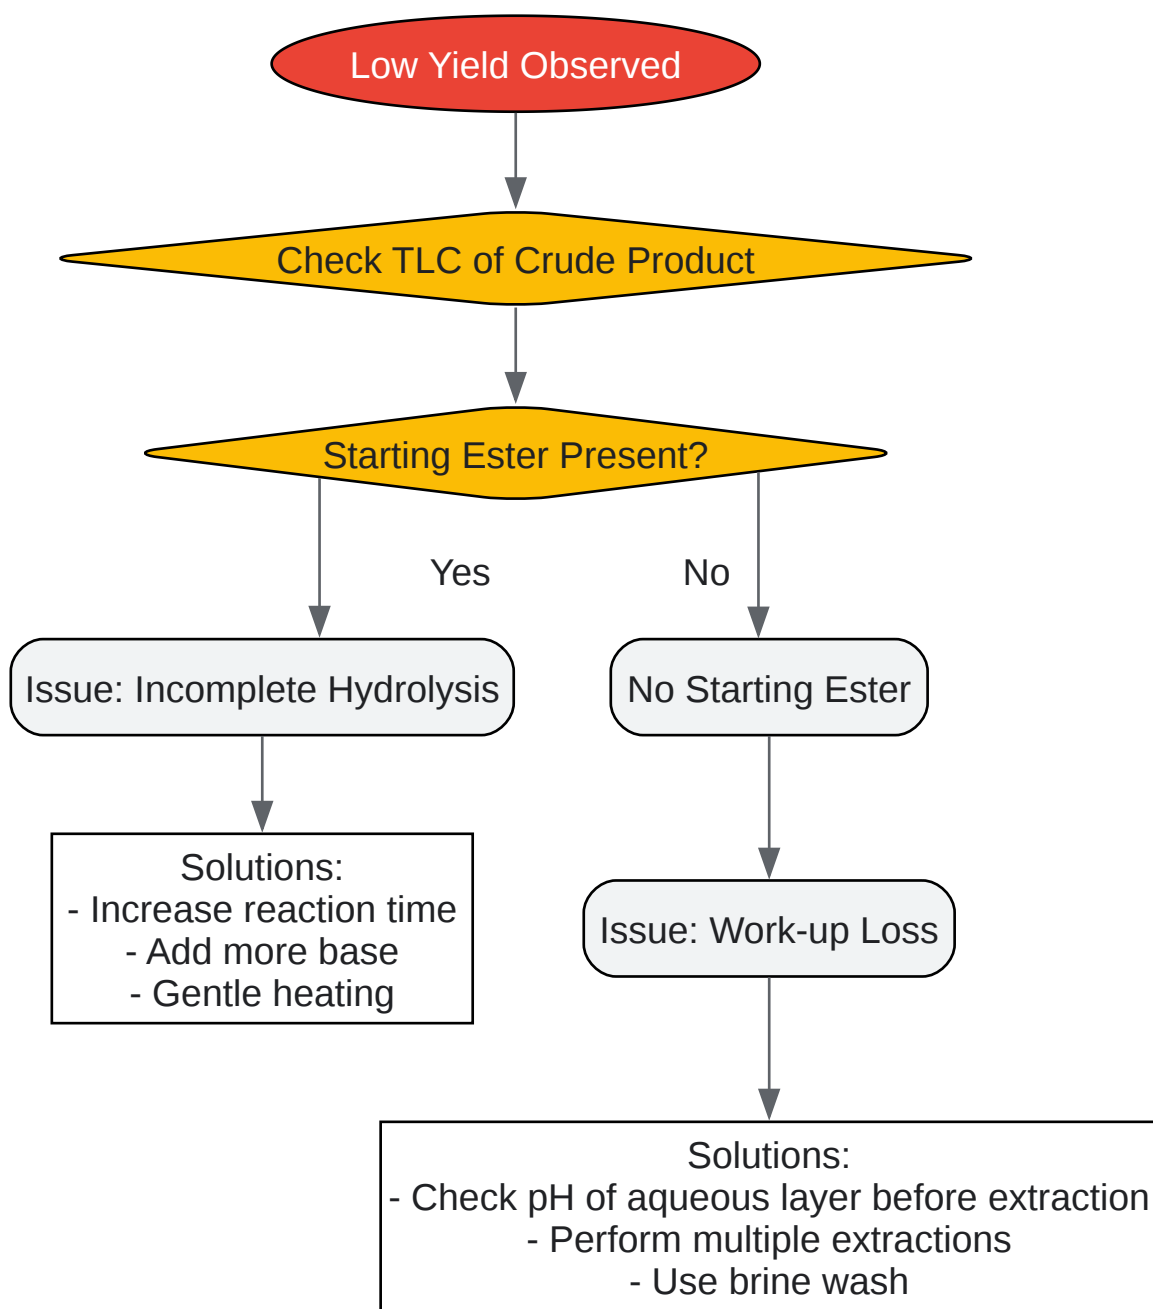 Low Yield Observed
Check TLC of Crude Product
Starting Ester Present?
Yes
No
Issue: Incomplete Hydrolysis
No Starting Ester
Solutions:
- Increase reaction time
- Add more base
- Gentle heating
Issue: Work-up Loss
Solutions:
- Check pH of aqueous layer before extraction
- Perform multiple extractions
- Use brine wash